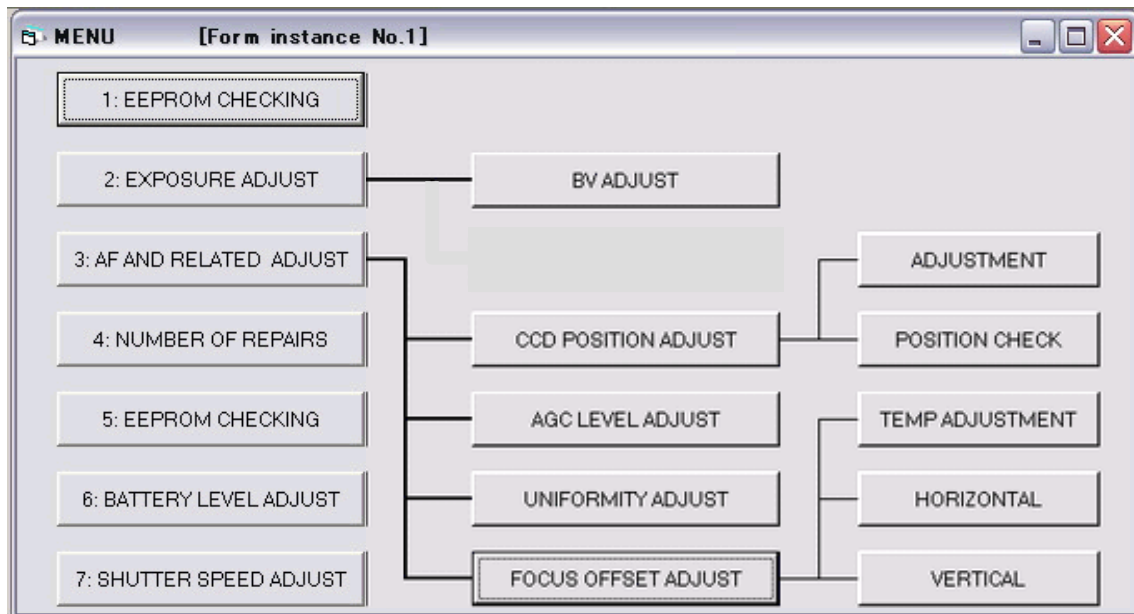 MENU [Form instance No.1]
1: EEPROM CHECKING
2: EXPOSURE ADJUST
BV ADJUST
3: AF AND RELATED ADJUST
ADJUSTMENT
4: NUMBER OF REPAIRS
CCD POSITION ADJUST
POSITION CHECK
5: EEPROM CHECKING
AGC LEVEL ADJUST
TEMP ADJUSTMENT
6: BATTERY LEVEL ADJUST
UNIFORMITY ADJUST
HORIZONTAL
7: SHUTTER SPEED ADJUST
FOCUS OFFSET ADJUST
VERTICAL